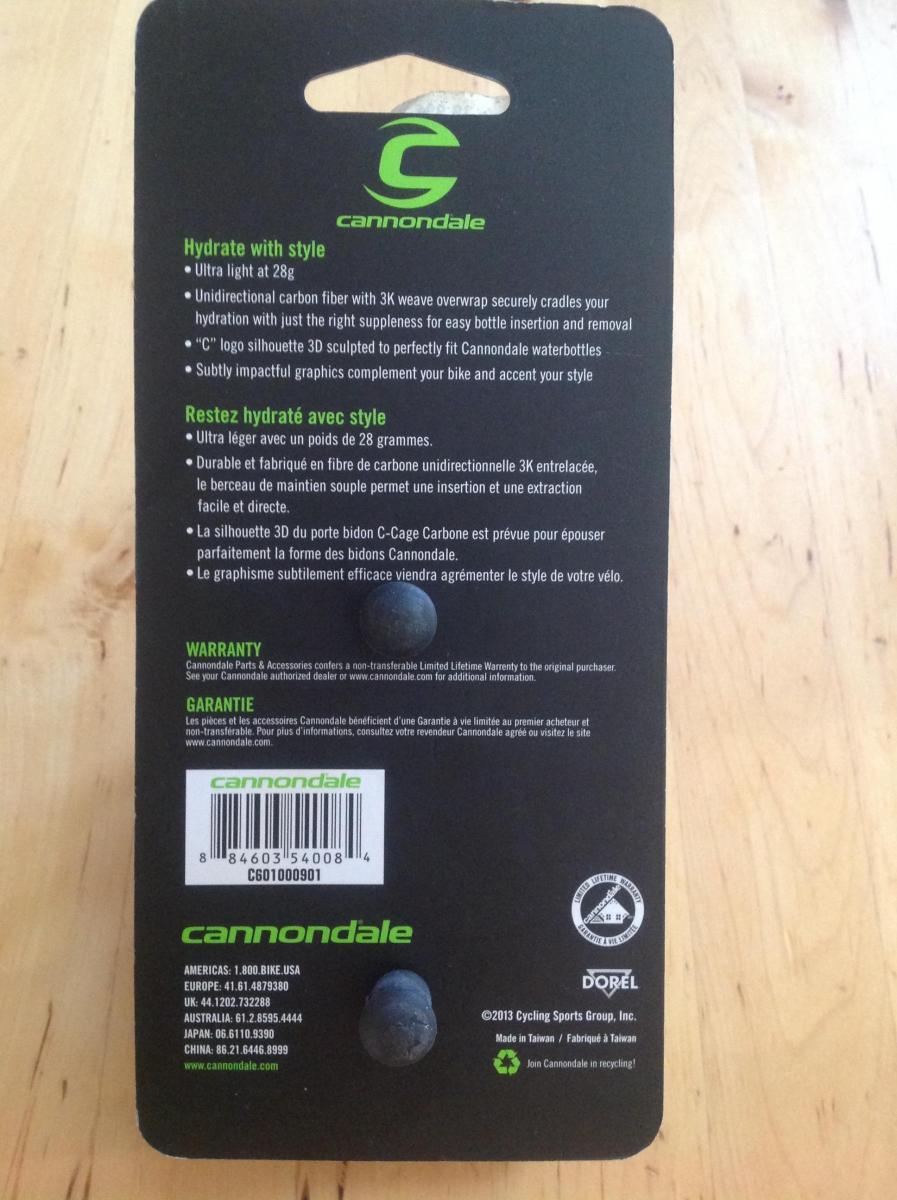 cannondale
Hydrate with style
• Ultra light at 28g
• Unidirectional carbon fiber with 3K weave overwrap securely cradles your
hydration with just the right suppleness for easy bottle insertion and removal
• “C” logo silhouette 3D sculpted to perfectly fit Cannondale waterbottles
• Subtly impactful graphics complement your bike and accent your style
Restez hydraté avec style
• Ultra léger avec un poids de 28 grammes.
• Durable et fabriqué en fibre de carbone unidirectionnelle 3K entrelacée,
le berceau de maintien souple permet une insertion et une extraction
facile et directe.
• La silhouette 3D du porte bidon C-Cage Carbone est prévue pour épouser
parfaitement la forme des bidons Cannondale.
• Le graphisme subtilement efficace viendra agrémenter le style de votre vélo.
WARRANTY
Cannondale Parts & Accessories confers a non-transferable Limited Lifetime Warrenty to the original purchaser.
See your Cannondale authorized dealer or www.cannondale.com for additional information.
GARANTIE
Les pièces et les accessoires Cannondale bénéficient d'une Garantie à vie limitée au premier acheteur et
non-transférable. Pour plus d'informations, consultez votre revendeur Cannondale agréé ou visitez le site
www.cannondale.com.
cannondale
8 84603 54008 4
C601000901
cannondale
AMERICAS: 1.800.BIKE.USA
EUROPE: 41.61.4879380
UK: 44.1202.732288
AUSTRALIA: 61.2.8595.4444
JAPAN: 06.6110.9390
CHINA: 86.21.6446.8999
www.cannondale.com
LIMITED LIFETIME WARRANTY
cannondale
GARANTIE À VIE LIMITÉE
DOREL
©2013 Cycling Sports Group, Inc.
Made in Taiwan / Fabriqué à Taiwan
Join Cannondale in recycling!